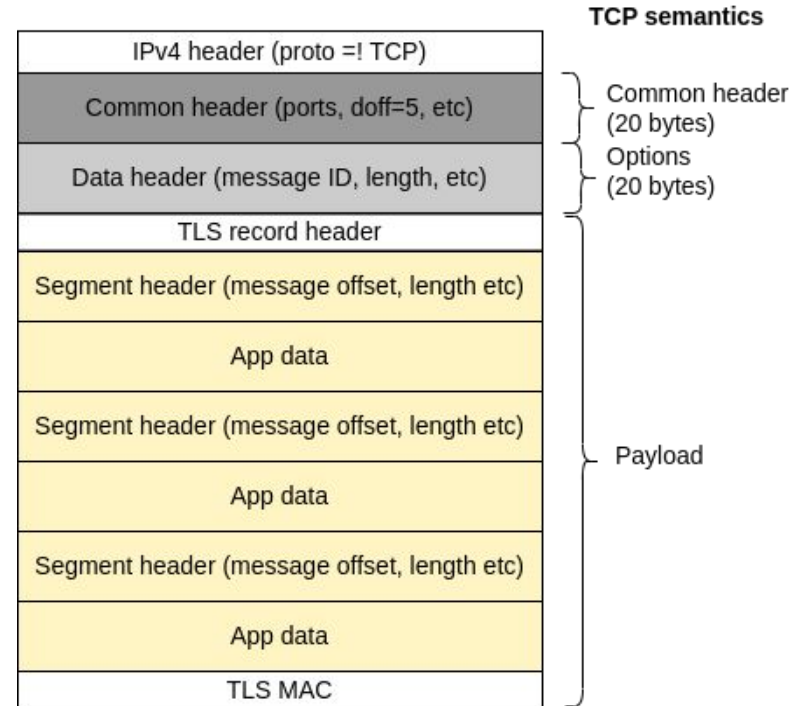 TCP semantics
IPv4 header (proto =! TCP)
Common header (ports, doff=5, etc)
Common header
(20 bytes)
Data header (message ID, length, etc)
Options
(20 bytes)
TLS record header
Segment header (message offset, length etc)
App data
Segment header (message offset, length etc)
Payload
App data
Segment header (message offset, length etc)
App data
TLS MAC